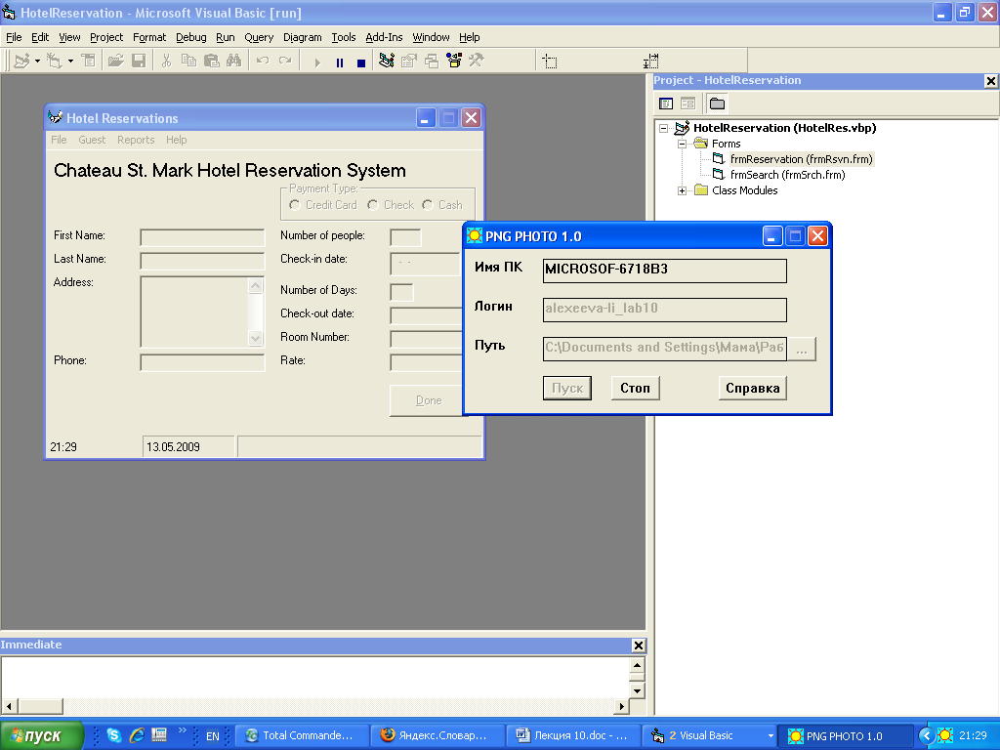 HotelReservation - Microsoft Visual Basic [run]
File Edit View Project Format Debug Run Query Diagram Tools Add-Ins Window Help
Project - HotelReservation
HotelReservation (HotelRes.vbp)
Forms
frmReservation (frmRsvn.frm)
frmSearch (frmSrch.frm)
Class Modules
Hotel Reservations
File Guest Reports Help
Chateau St. Mark Hotel Reservation System
Payment Type:
Credit Card Check Cash
First Name:
Number of people:
Last Name:
Check-in date:
Address:
Number of Days:
Check-out date:
Room Number:
Phone:
Rate:
Done
21:29 13.05.2009
PNG PHOTO 1.0
Имя ПК MICROSOF-6718B3
Логин alexeeva-li_lab10
Путь C:\Documents and Settings\Мама\Раб ...
Пуск Стоп Справка
Immediate
пуск
EN
Total Commande...
Яндекс.Словар...
Лекция 10.doc - ...
2 Visual Basic
PNG PHOTO 1.0
21:29